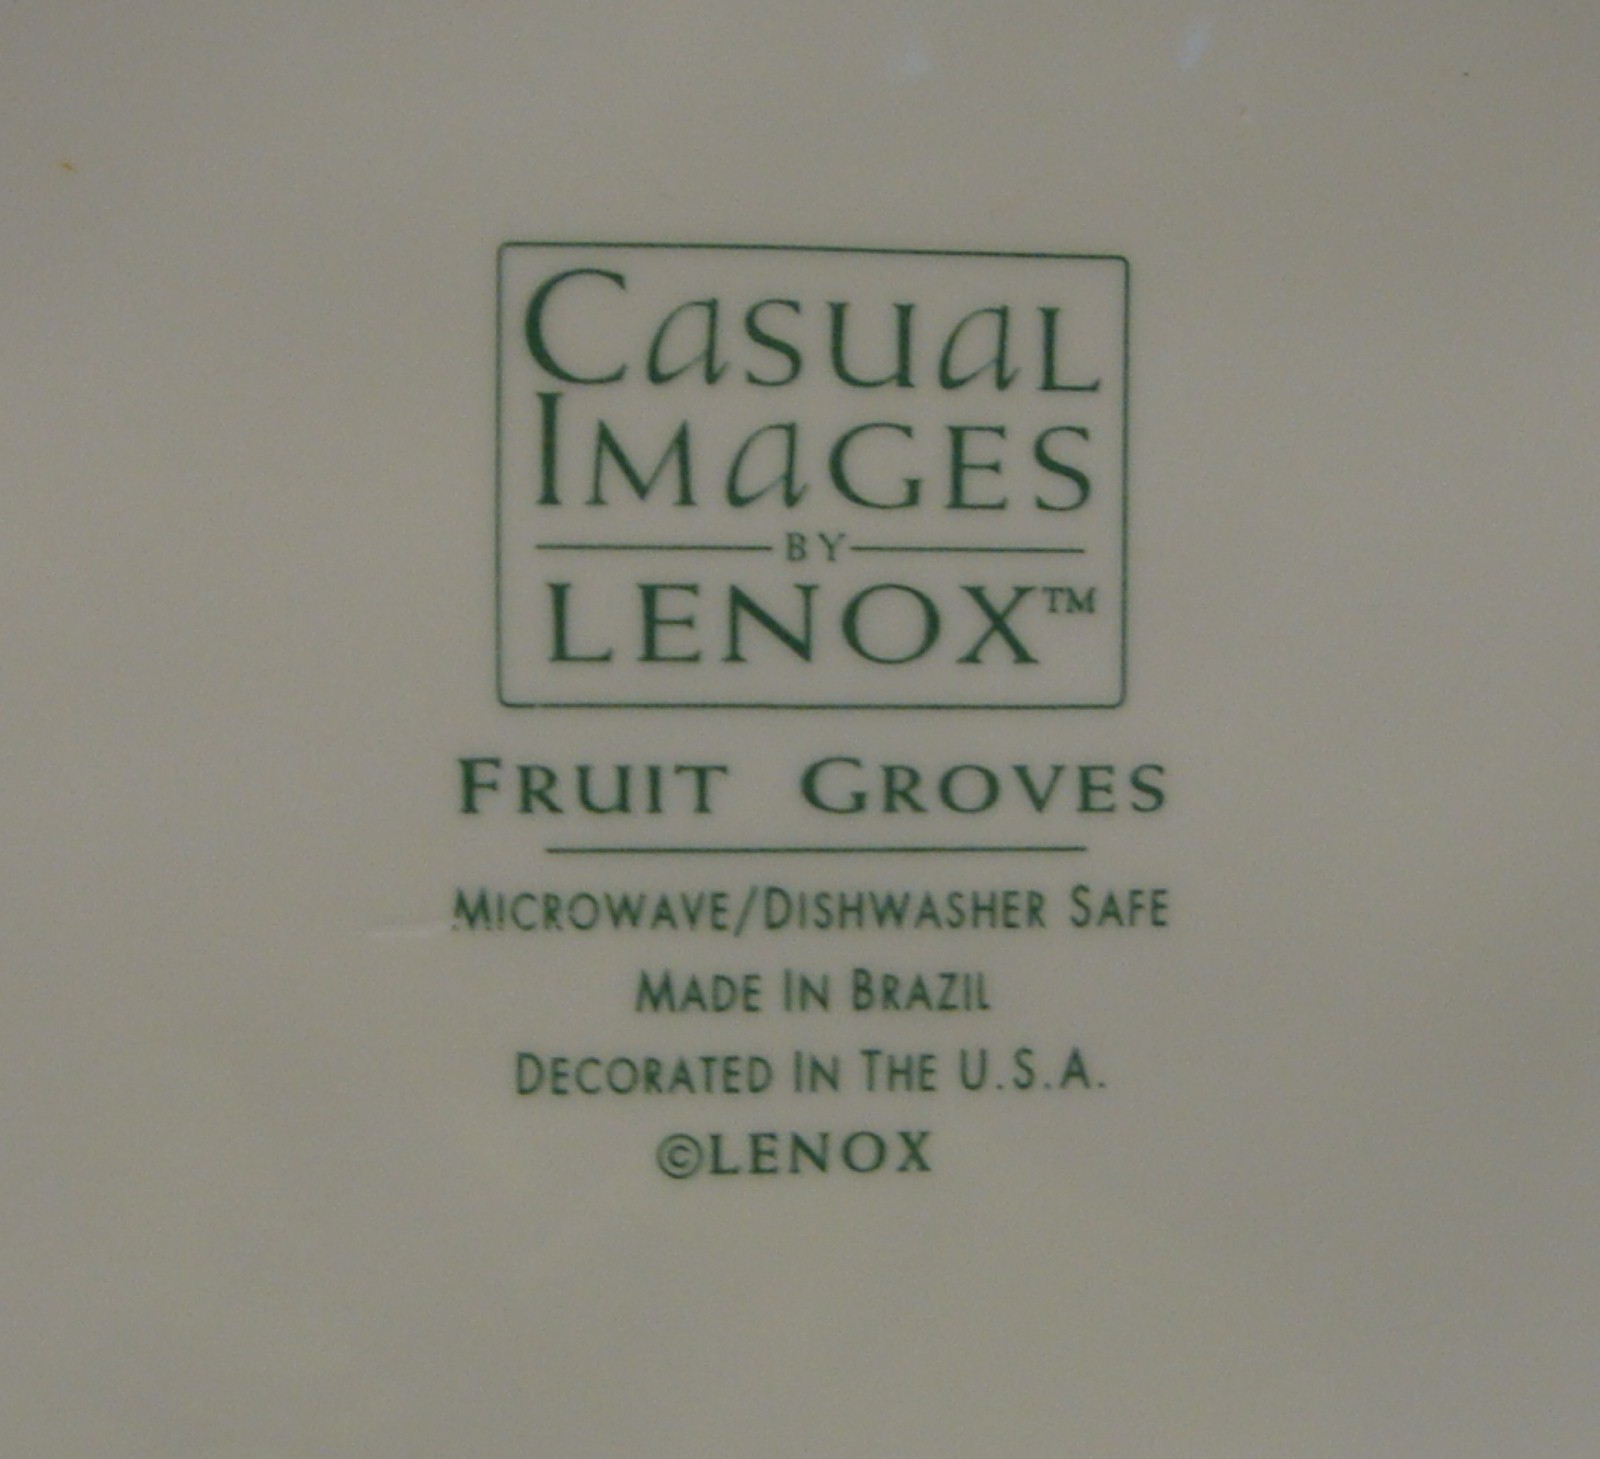 Casual
Images
BY
LENOX™
FRUIT GROVES
MICROWAVE/DISHWASHER SAFE
MADE IN BRAZIL
DECORATED IN THE U.S.A.
©LENOX